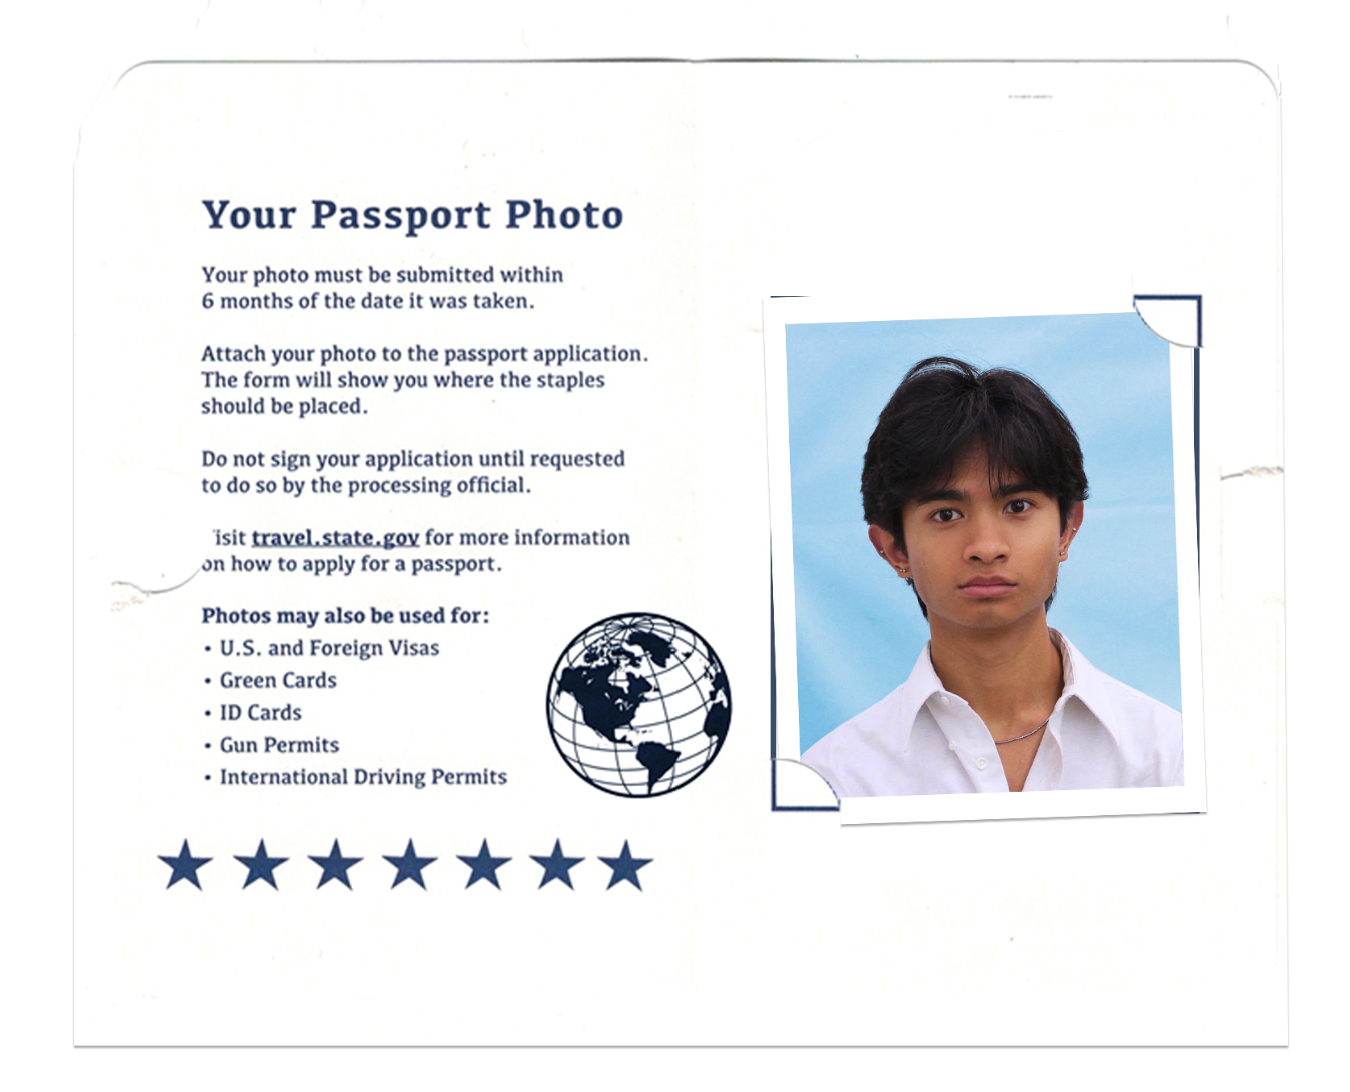 Your Passport Photo
Your photo must be submitted within
6 months of the date it was taken.
Attach your photo to the passport application.
The form will show you where the staples
should be placed.
Do not sign your application until requested
to do so by the processing official.
isit travel.state.gov for more information
on how to apply for a passport.
Photos may also be used for:
• U.S. and Foreign Visas
• Green Cards
• ID Cards
• Gun Permits
• International Driving Permits